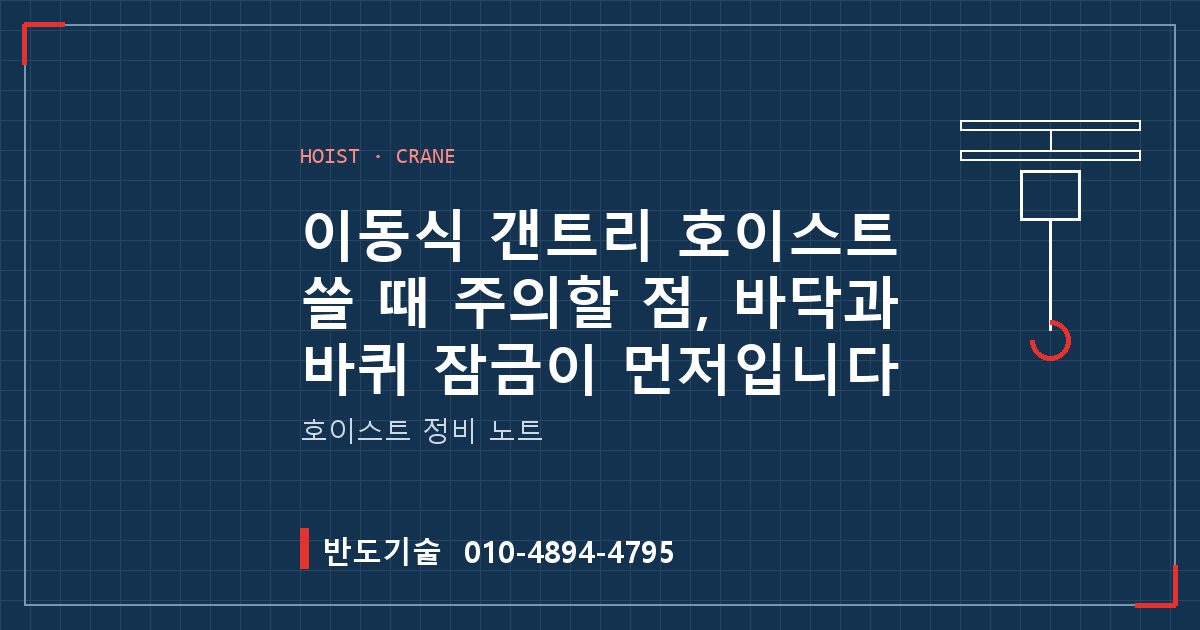 HOIST · CRANE
이동식 갠트리 호이스트
쓸 때 주의할 점, 바닥과
바퀴 잠금이 먼저입니다
호이스트 정비 노트
반도기술 010-4894-4795